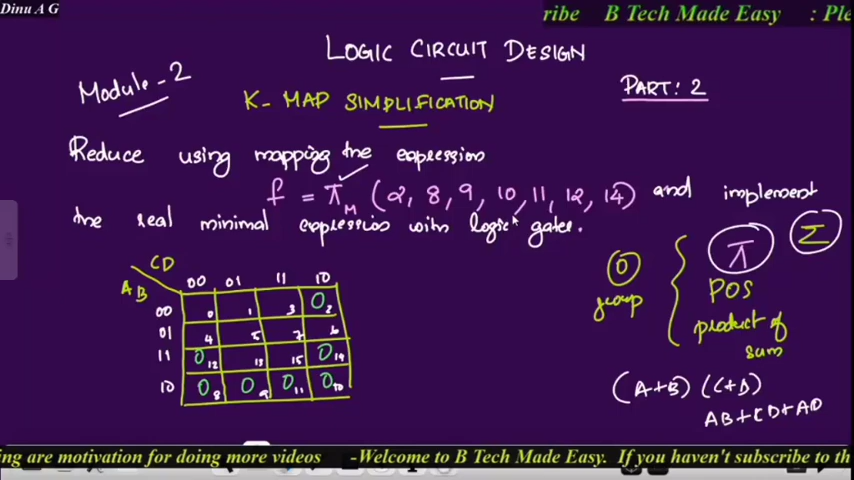 Dinu A G
ribe B Tech Made Easy : Ple
LOGIC CIRCUIT DESIGN
Module - 2
PART: 2
K- MAP SIMPLIFICATION
Reduce using mapping the expression
f = πM (2, 8, 9, 10, 11, 12, 14) and implement
the real minimal expression with logic gates.
0 group { π Σ
POS
product of
sum
(A+B) (C+D)
AB+CD+AD
CD
AB
00 01 11 10
00 0 1 3 0 2
01 4 5 7 6
11 0 12 13 15 0 14
10 0 8 0 9 0 11 0 10
ing are motivation for doing more videos -Welcome to B Tech Made Easy. If you haven't subscribe to th